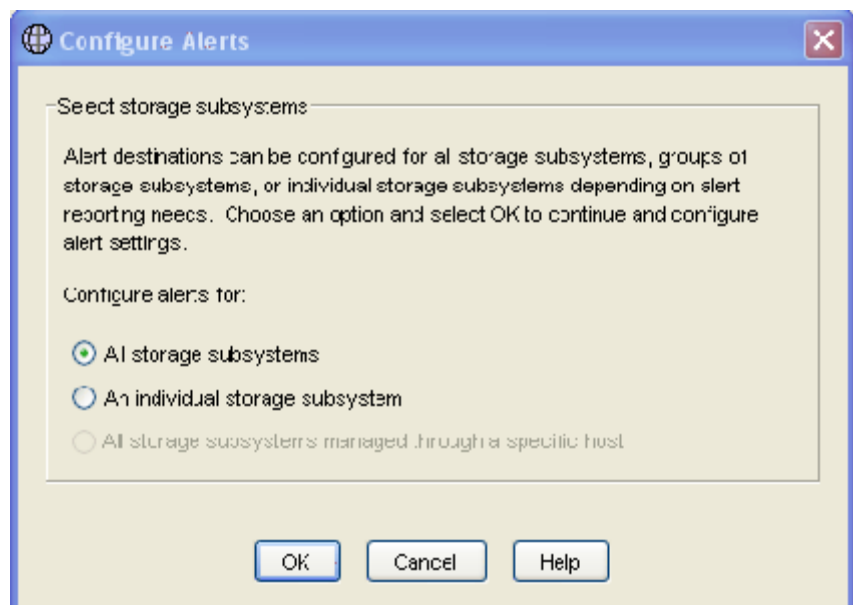 Configure Alerts
Select storage subsystems
Alert destinations can be configured for all storage subsystems, groups of
storage subsystems, or individual storage subsystems depending on alert
reporting needs. Choose an option and select OK to continue and configure
alert settings.
Configure alerts for:
All storage subsystems
An individual storage subsystem
All storage subsystems managed through a specific host
OK Cancel Help